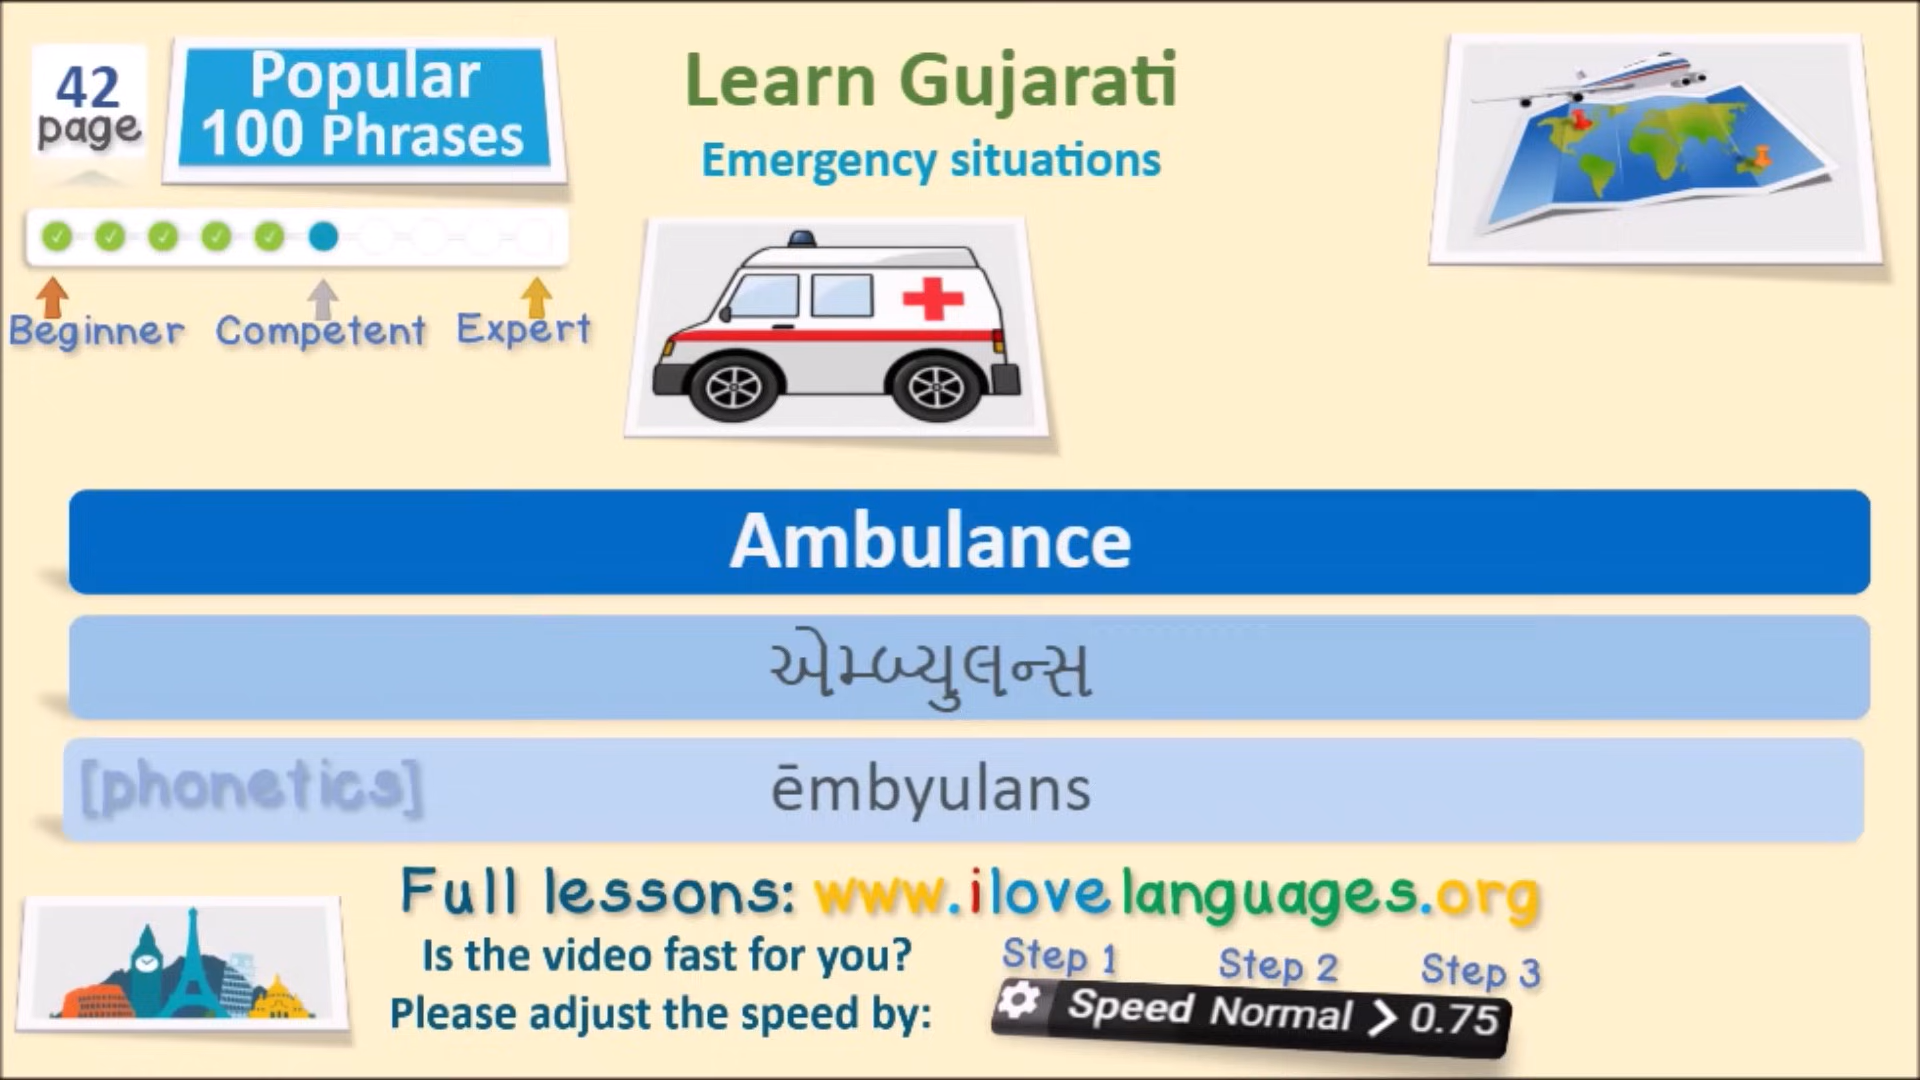 42
page
Popular
100 Phrases
Learn Gujarati
Emergency situations
Beginner
Competent
Expert
Ambulance
એમ્બ્યુલન્સ
[phonetics]
ēmbyulans
Full lessons: www.ilovelanguages.org
Is the video fast for you?
Please adjust the speed by:
Step 1
Step 2
Step 3
Speed Normal > 0.75